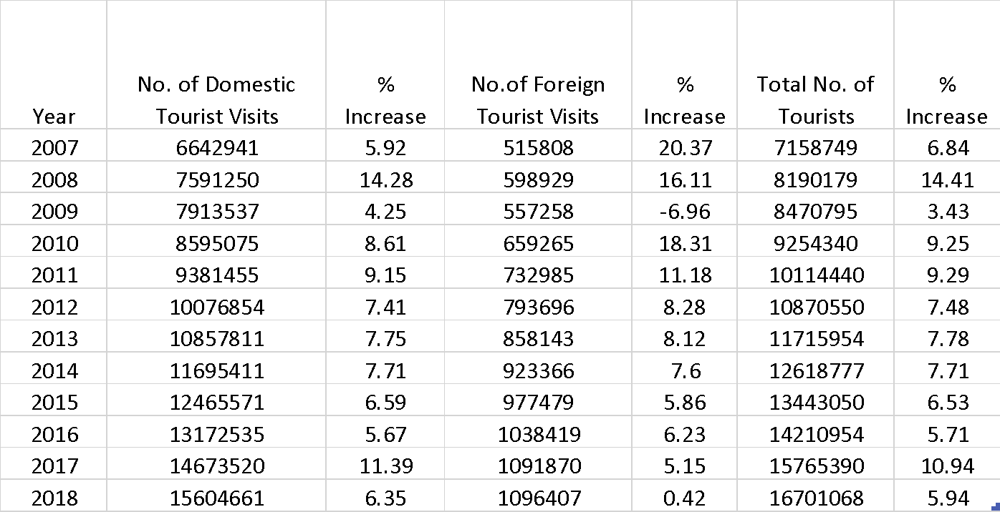 Year No. of Domestic Tourist Visits % Increase No.of Foreign Tourist Visits % Increase Total No. of Tourists % Increase
2007 6642941 5.92 515808 20.37 7158749 6.84
2008 7591250 14.28 598929 16.11 8190179 14.41
2009 7913537 4.25 557258 -6.96 8470795 3.43
2010 8595075 8.61 659265 18.31 9254340 9.25
2011 9381455 9.15 732985 11.18 10114440 9.29
2012 10076854 7.41 793696 8.28 10870550 7.48
2013 10857811 7.75 858143 8.12 11715954 7.78
2014 11695411 7.71 923366 7.6 12618777 7.71
2015 12465571 6.59 977479 5.86 13443050 6.53
2016 13172535 5.67 1038419 6.23 14210954 5.71
2017 14673520 11.39 1091870 5.15 15765390 10.94
2018 15604661 6.35 1096407 0.42 16701068 5.94